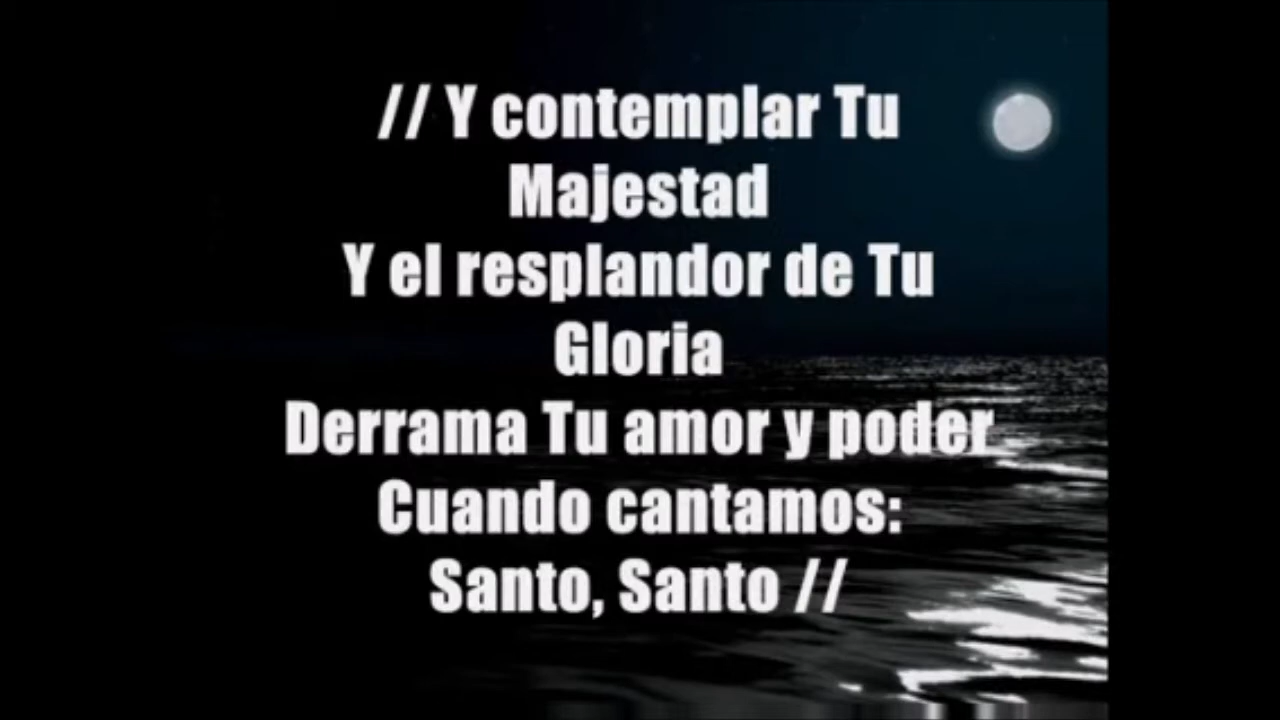 // Y contemplar Tu
Majestad
Y el resplandor de Tu
Gloria
Derrama Tu amor y poder
Cuando cantamos:
Santo, Santo //